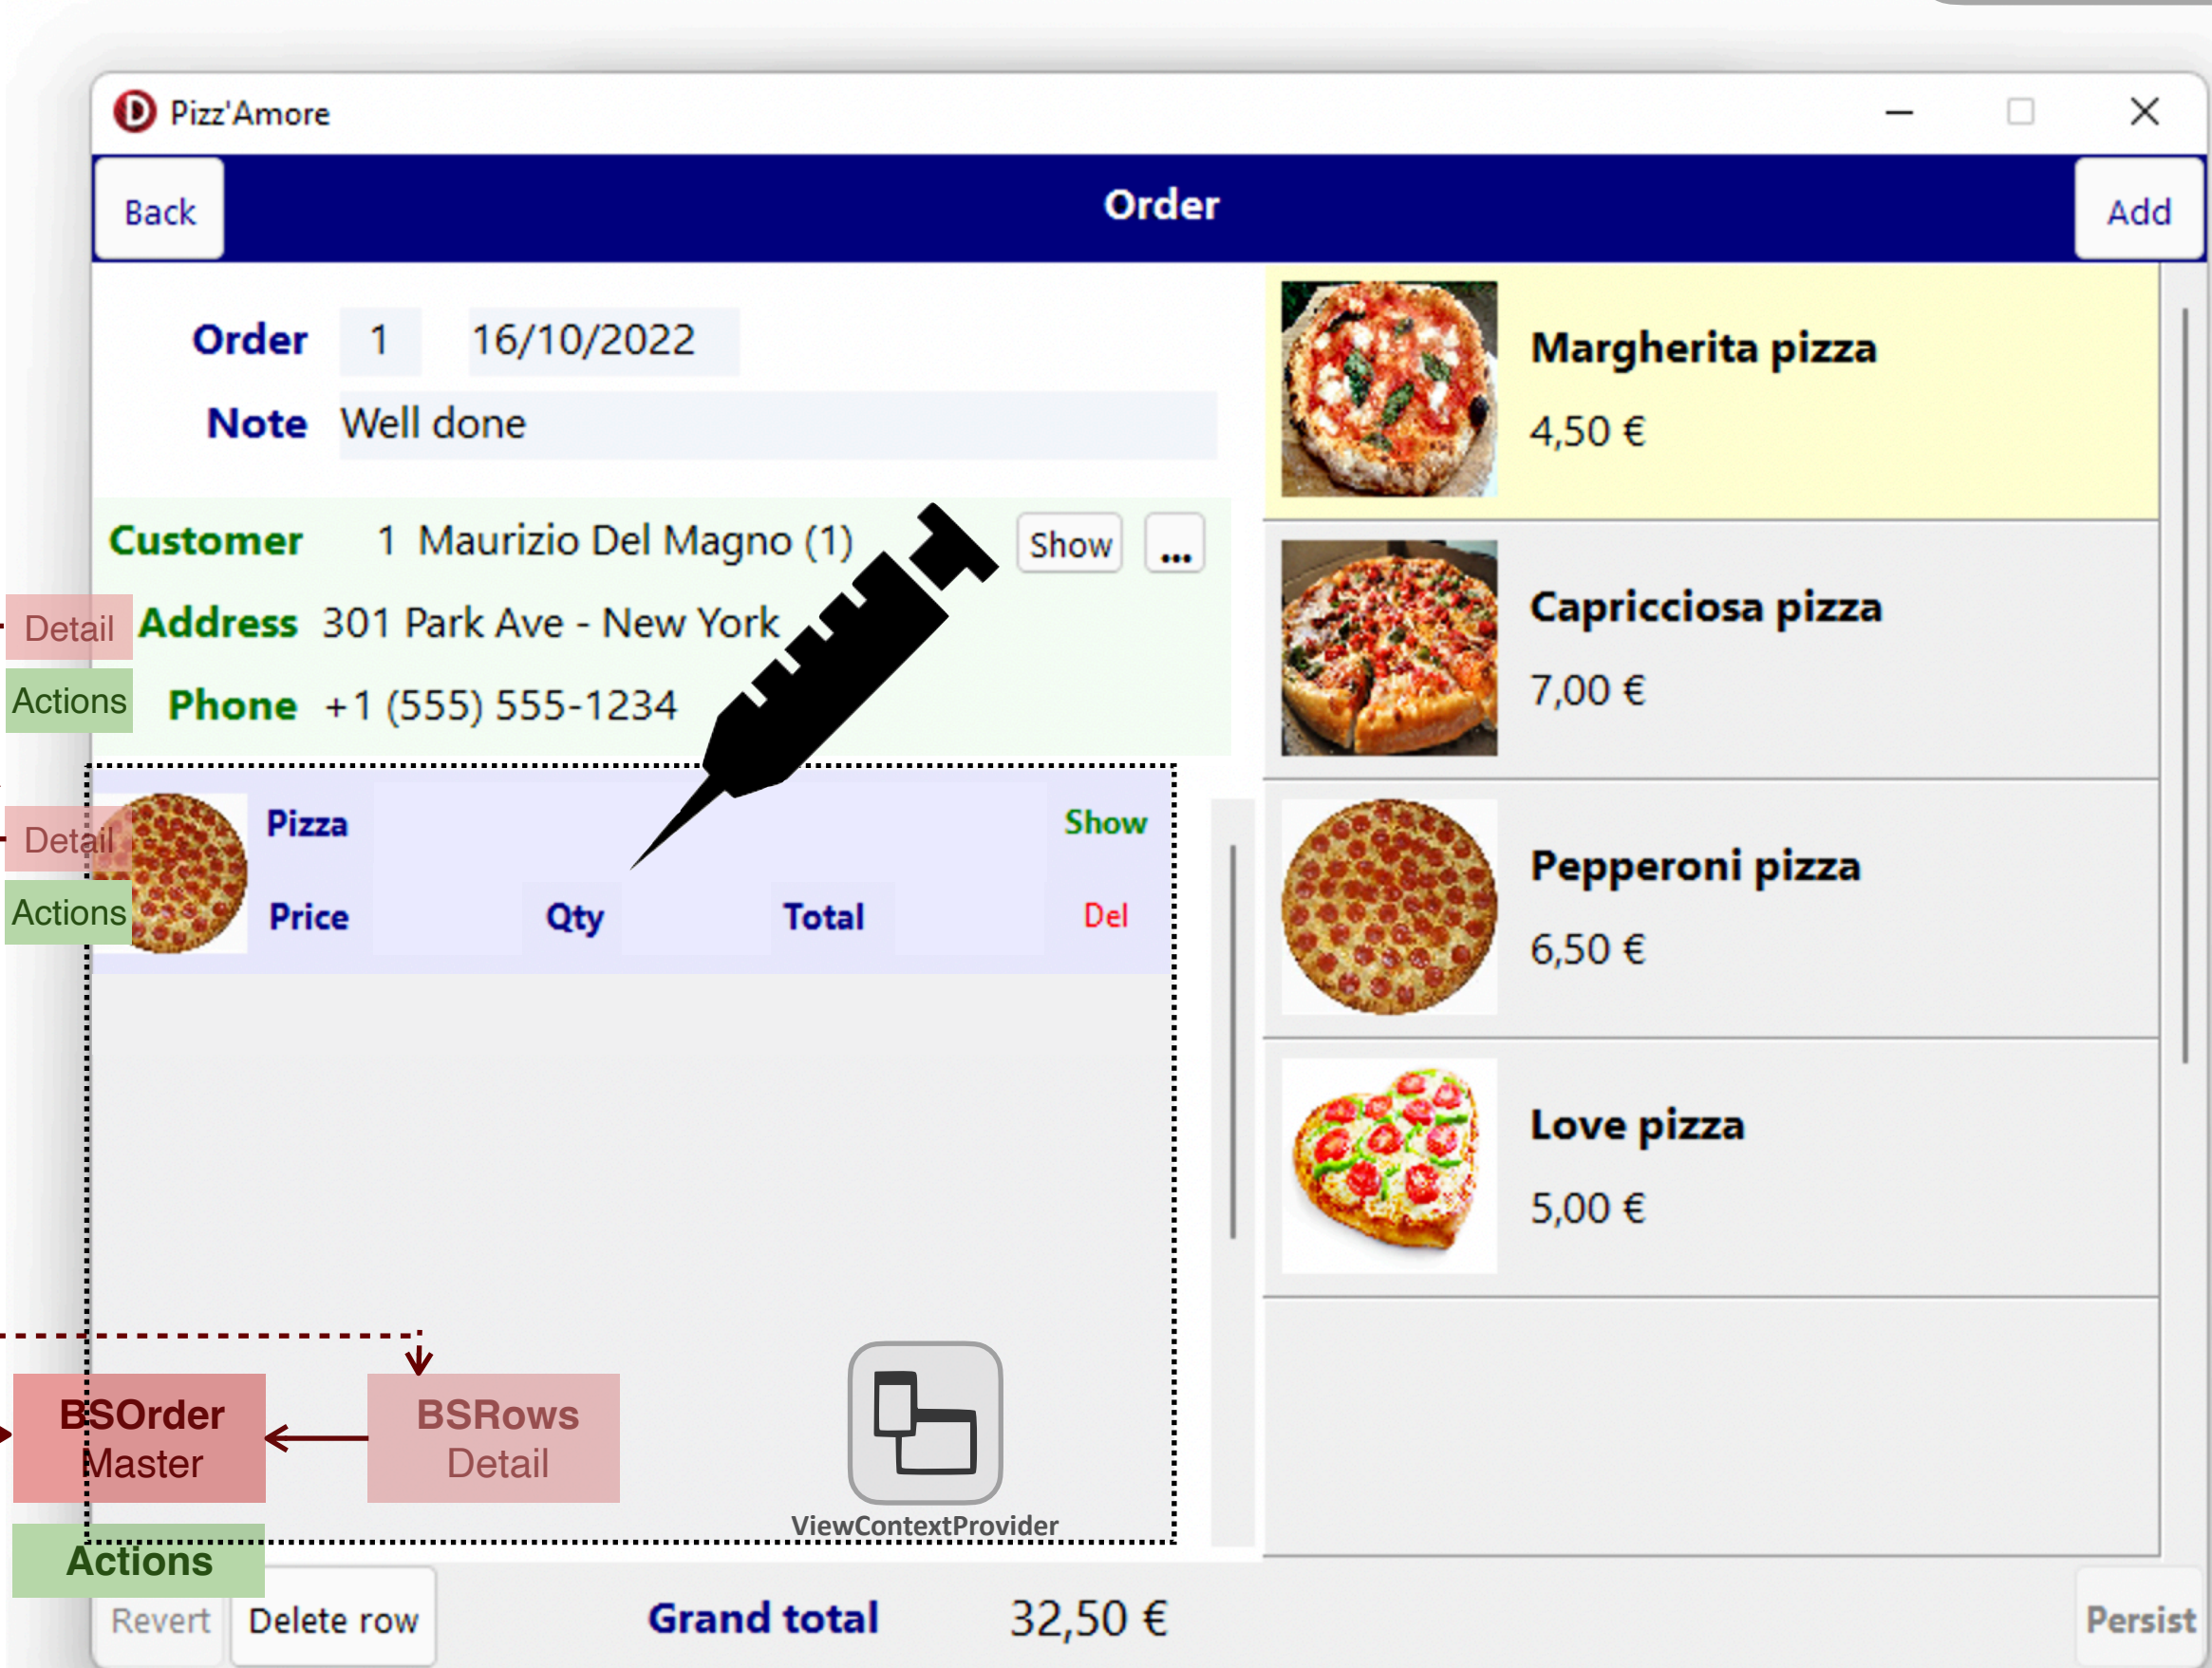 Pizz'Amore
Back
Order
Add
Order 1 16/10/2022
Note Well done
Customer 1 Maurizio Del Magno (1) Show ...
Detail
Address 301 Park Ave - New York
Actions
Phone +1 (555) 555-1234
Detail
Actions
Pizza Show
Price Qty Total Del
Margherita pizza
4,50 €
Capricciosa pizza
7,00 €
Pepperoni pizza
6,50 €
Love pizza
5,00 €
BSOrder
Master
BSRows
Detail
ViewContextProvider
Actions
Revert Delete row Grand total 32,50 € Persist